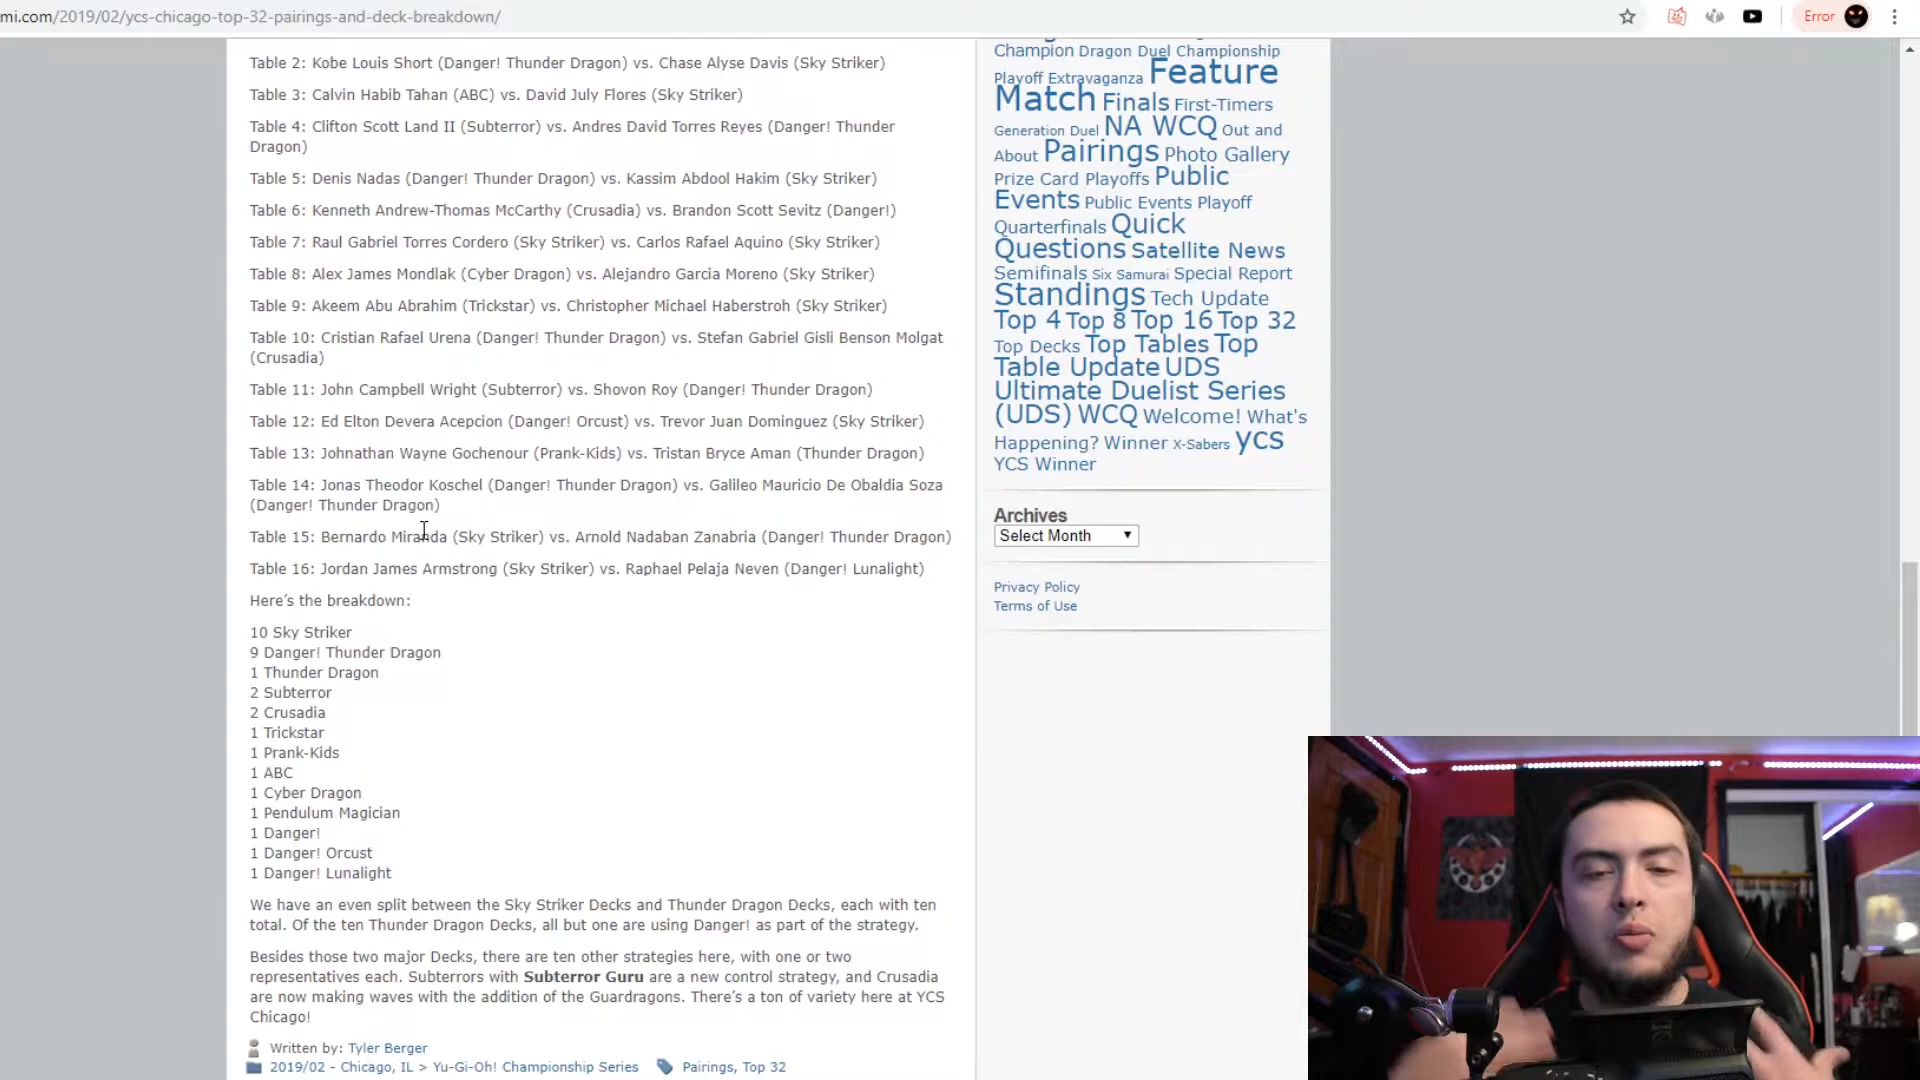 mi.com/2019/02/ycs-chicago-top-32-pairings-and-deck-breakdown/
Error
Table 2: Kobe Louis Short (Danger! Thunder Dragon) vs. Chase Alyse Davis (Sky Striker)
Table 3: Calvin Habib Tahan (ABC) vs. David July Flores (Sky Striker)
Table 4: Clifton Scott Land II (Subterror) vs. Andres David Torres Reyes (Danger! Thunder
Dragon)
Table 5: Denis Nadas (Danger! Thunder Dragon) vs. Kassim Abdool Hakim (Sky Striker)
Table 6: Kenneth Andrew-Thomas McCarthy (Crusadia) vs. Brandon Scott Sevitz (Danger!)
Table 7: Raul Gabriel Torres Cordero (Sky Striker) vs. Carlos Rafael Aquino (Sky Striker)
Table 8: Alex James Mondlak (Cyber Dragon) vs. Alejandro Garcia Moreno (Sky Striker)
Table 9: Akeem Abu Abrahim (Trickstar) vs. Christopher Michael Haberstroh (Sky Striker)
Table 10: Cristian Rafael Urena (Danger! Thunder Dragon) vs. Stefan Gabriel Gisli Benson Molgat
(Crusadia)
Table 11: John Campbell Wright (Subterror) vs. Shovon Roy (Danger! Thunder Dragon)
Table 12: Ed Elton Devera Acepcion (Danger! Orcust) vs. Trevor Juan Dominguez (Sky Striker)
Table 13: Johnathan Wayne Gochenour (Prank-Kids) vs. Tristan Bryce Aman (Thunder Dragon)
Table 14: Jonas Theodor Koschel (Danger! Thunder Dragon) vs. Galileo Mauricio De Obaldia Soza
(Danger! Thunder Dragon)
Table 15: Bernardo Miranda (Sky Striker) vs. Arnold Nadaban Zanabria (Danger! Thunder Dragon)
Table 16: Jordan James Armstrong (Sky Striker) vs. Raphael Pelaja Neven (Danger! Lunalight)
Here's the breakdown:
10 Sky Striker
9 Danger! Thunder Dragon
1 Thunder Dragon
2 Subterror
2 Crusadia
1 Trickstar
1 Prank-Kids
1 ABC
1 Cyber Dragon
1 Pendulum Magician
1 Danger!
1 Danger! Orcust
1 Danger! Lunalight
We have an even split between the Sky Striker Decks and Thunder Dragon Decks, each with ten
total. Of the ten Thunder Dragon Decks, all but one are using Danger! as part of the strategy.
Besides those two major Decks, there are ten other strategies here, with one or two
representatives each. Subterrors with Subterror Guru are a new control strategy, and Crusadia
are now making waves with the addition of the Guardragons. There's a ton of variety here at YCS
Chicago!
Written by: Tyler Berger
2019/02 - Chicago, IL > Yu-Gi-Oh! Championship Series Pairings, Top 32
Champion Dragon Duel Championship
Playoff Extravaganza Feature
Match Finals First-Timers
Generation Duel NA WCQ Out and
About Pairings Photo Gallery
Prize Card Playoffs Public
Events Public Events Playoff
Quarterfinals Quick
Questions Satellite News
Semifinals Six Samurai Special Report
Standings Tech Update
Top 4 Top 8 Top 16 Top 32
Top Decks Top Tables Top
Table Update UDS
Ultimate Duelist Series
(UDS) WCQ Welcome! What's
Happening? Winner X-Sabers ycs
YCS Winner
Archives
Select Month
Privacy Policy
Terms of Use